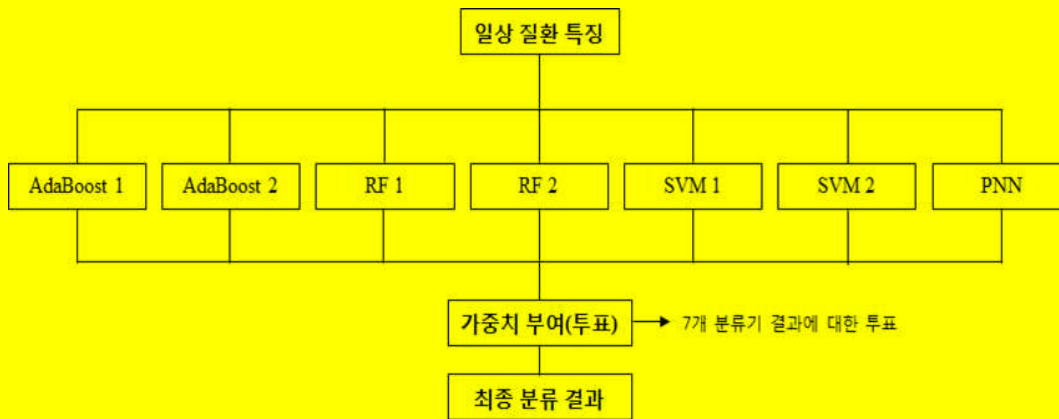 일상 질환 특징
AdaBoost 1
AdaBoost 2
RF 1
RF 2
SVM 1
SVM 2
PNN
가중치 부여(투표)
7개 분류기 결과에 대한 투표
최종 분류 결과